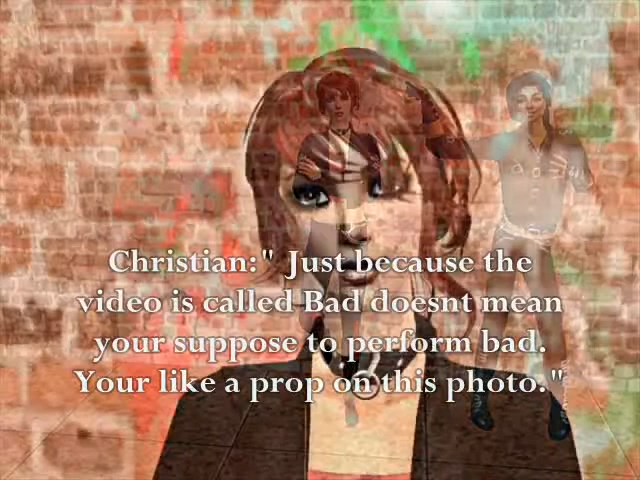 Christian:" Just because the
video is called Bad doesnt mean
your suppose to perform bad.
Your like a prop on this photo."